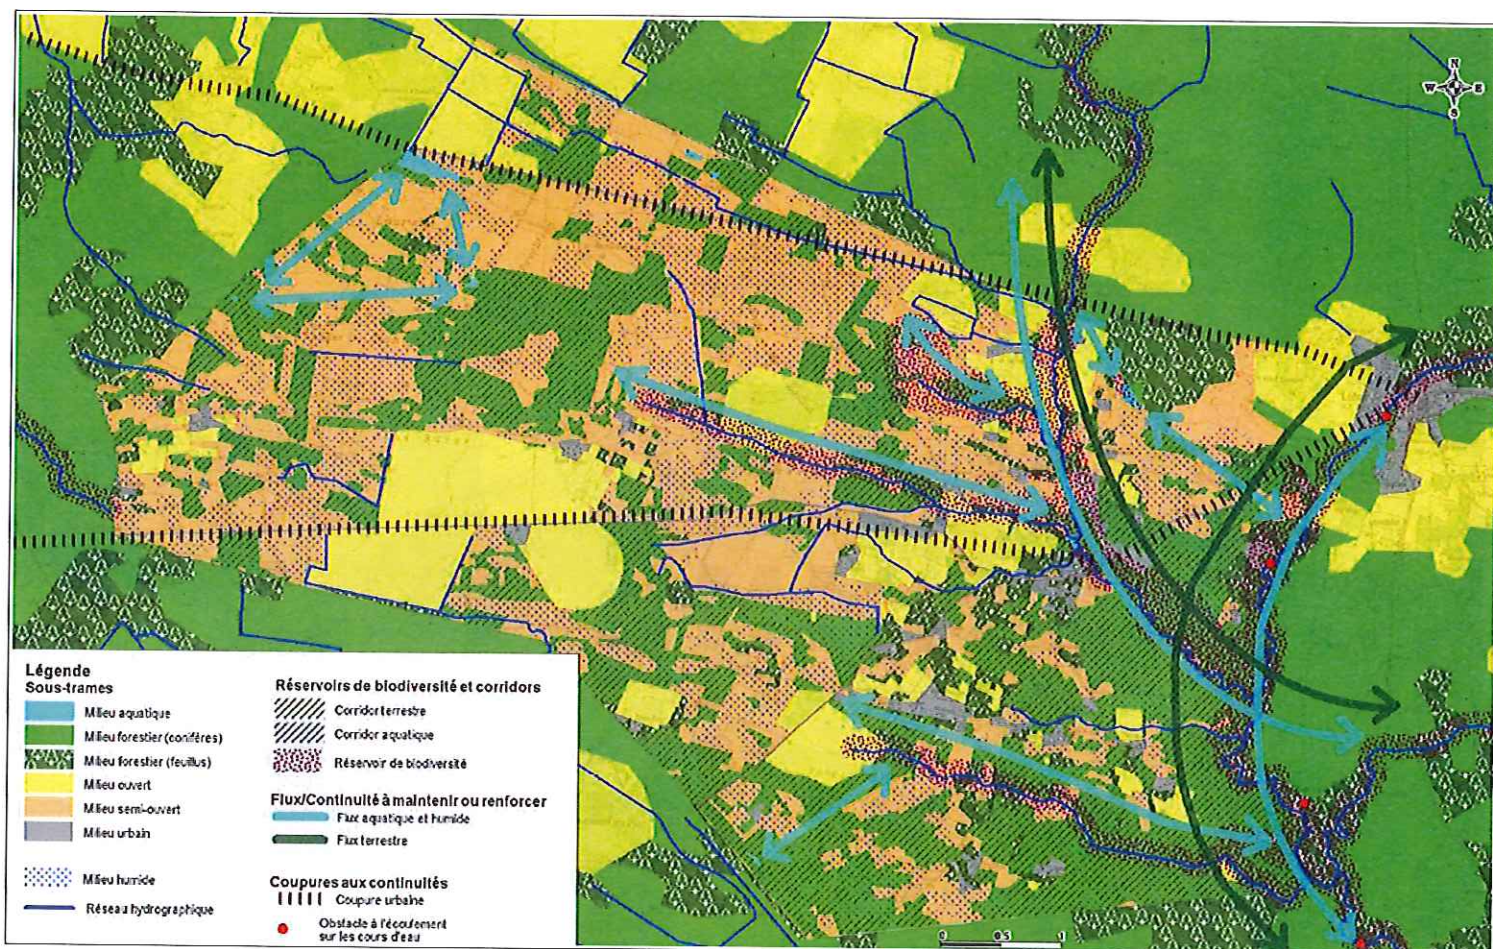 N
W E
S
Légende
Sous-trames
Milieu aquatique
Milieu forestier (conifères)
Milieu forestier (feuillus)
Milieu ouvert
Milieu semi-ouvert
Milieu urbain
Milieu humide
Réseau hydrographique
Réservoirs de biodiversité et corridors
Corridor terrestre
Corridor aquatique
Réservoir de biodiversité
Flux/Continuité à maintenir ou renforcer
Flux aquatique et humide
Flux terrestre
Coupures aux continuités
Coupure urbaine
Obstacle à l'écoulement
sur les cours d'eau
0 0.5 1